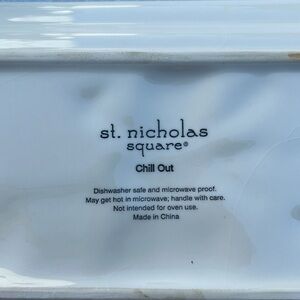 st. nicholas
square®
Chill Out
Dishwasher safe and microwave proof.
May get hot in microwave; handle with care.
Not intended for oven use.
Made in China